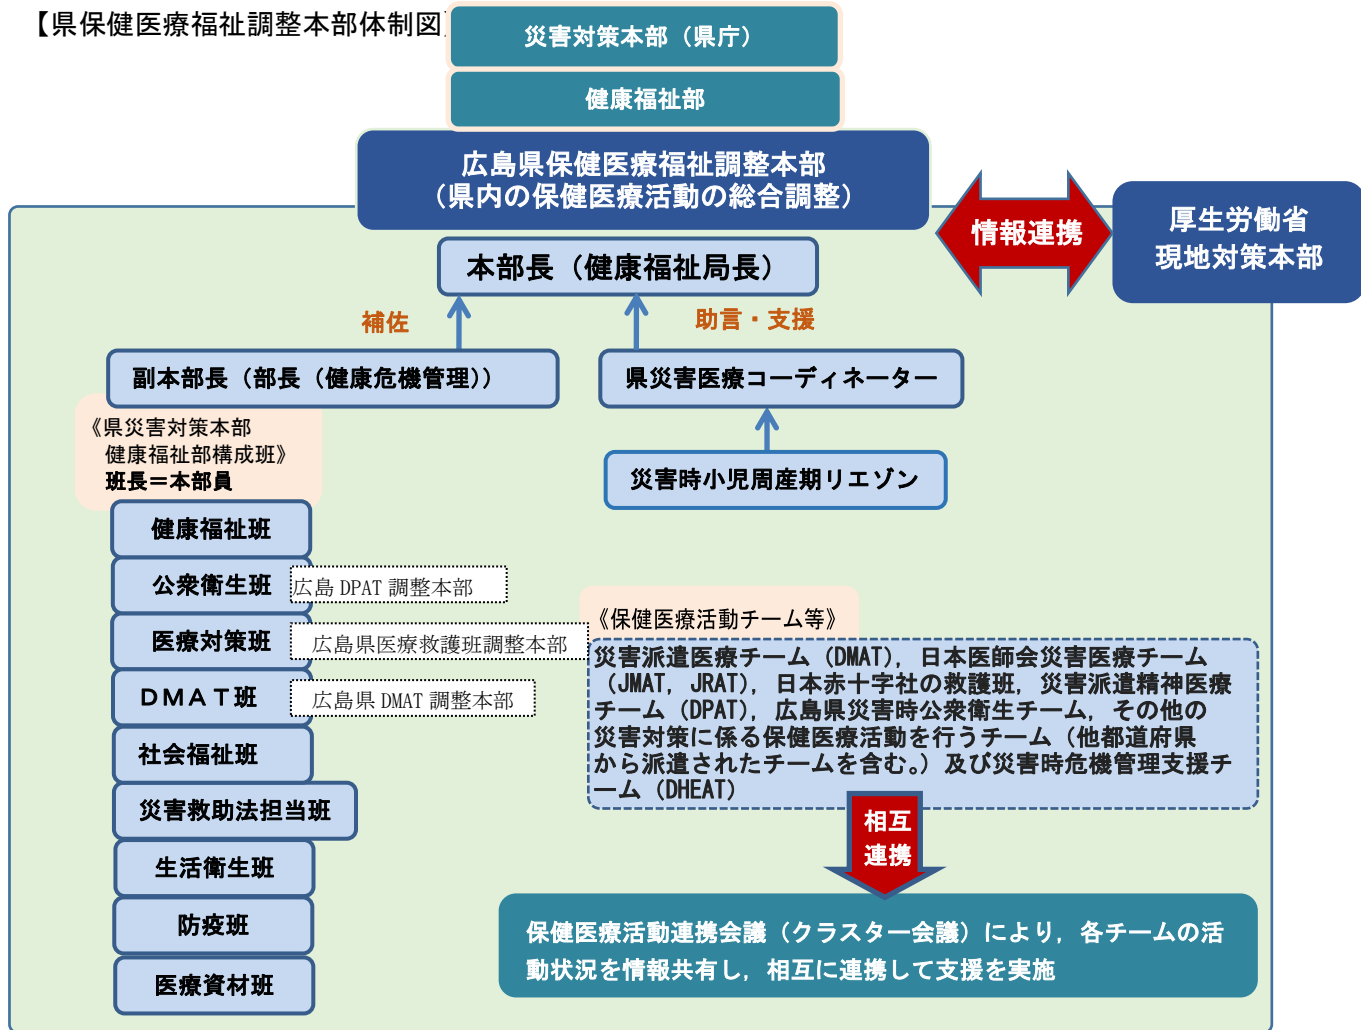 【県保健医療福祉調整本部体制図】
災害対策本部（県庁）
健康福祉部
広島県保健医療福祉調整本部
（県内の保健医療活動の総合調整）
情報連携
厚生労働省
現地対策本部
本部長（健康福祉局長）
補佐
助言・支援
副本部長（部長（健康危機管理））
県災害医療コーディネーター
《県災害対策本部
健康福祉部構成班》
班長＝本部員
災害時小児周産期リエゾン
健康福祉班
公衆衛生班
広島 DPAT 調整本部
医療対策班
広島県医療救護班調整本部
ＤＭＡＴ班
広島県 DMAT 調整本部
社会福祉班
災害救助法担当班
生活衛生班
防疫班
医療資材班
《保健医療活動チーム等》
災害派遣医療チーム（DMAT），日本医師会災害医療チーム
（JMAT，JRAT），日本赤十字社の救護班，災害派遣精神医療
チーム（DPAT），広島県災害時公衆衛生チーム，その他の
災害対策に係る保健医療活動を行うチーム（他都道府県
から派遣されたチームを含む。）及び災害時危機管理支援チ
ーム（DHEAT）
相互
連携
保健医療活動連携会議（クラスター会議）により，各チームの活
動状況を情報共有し，相互に連携して支援を実施